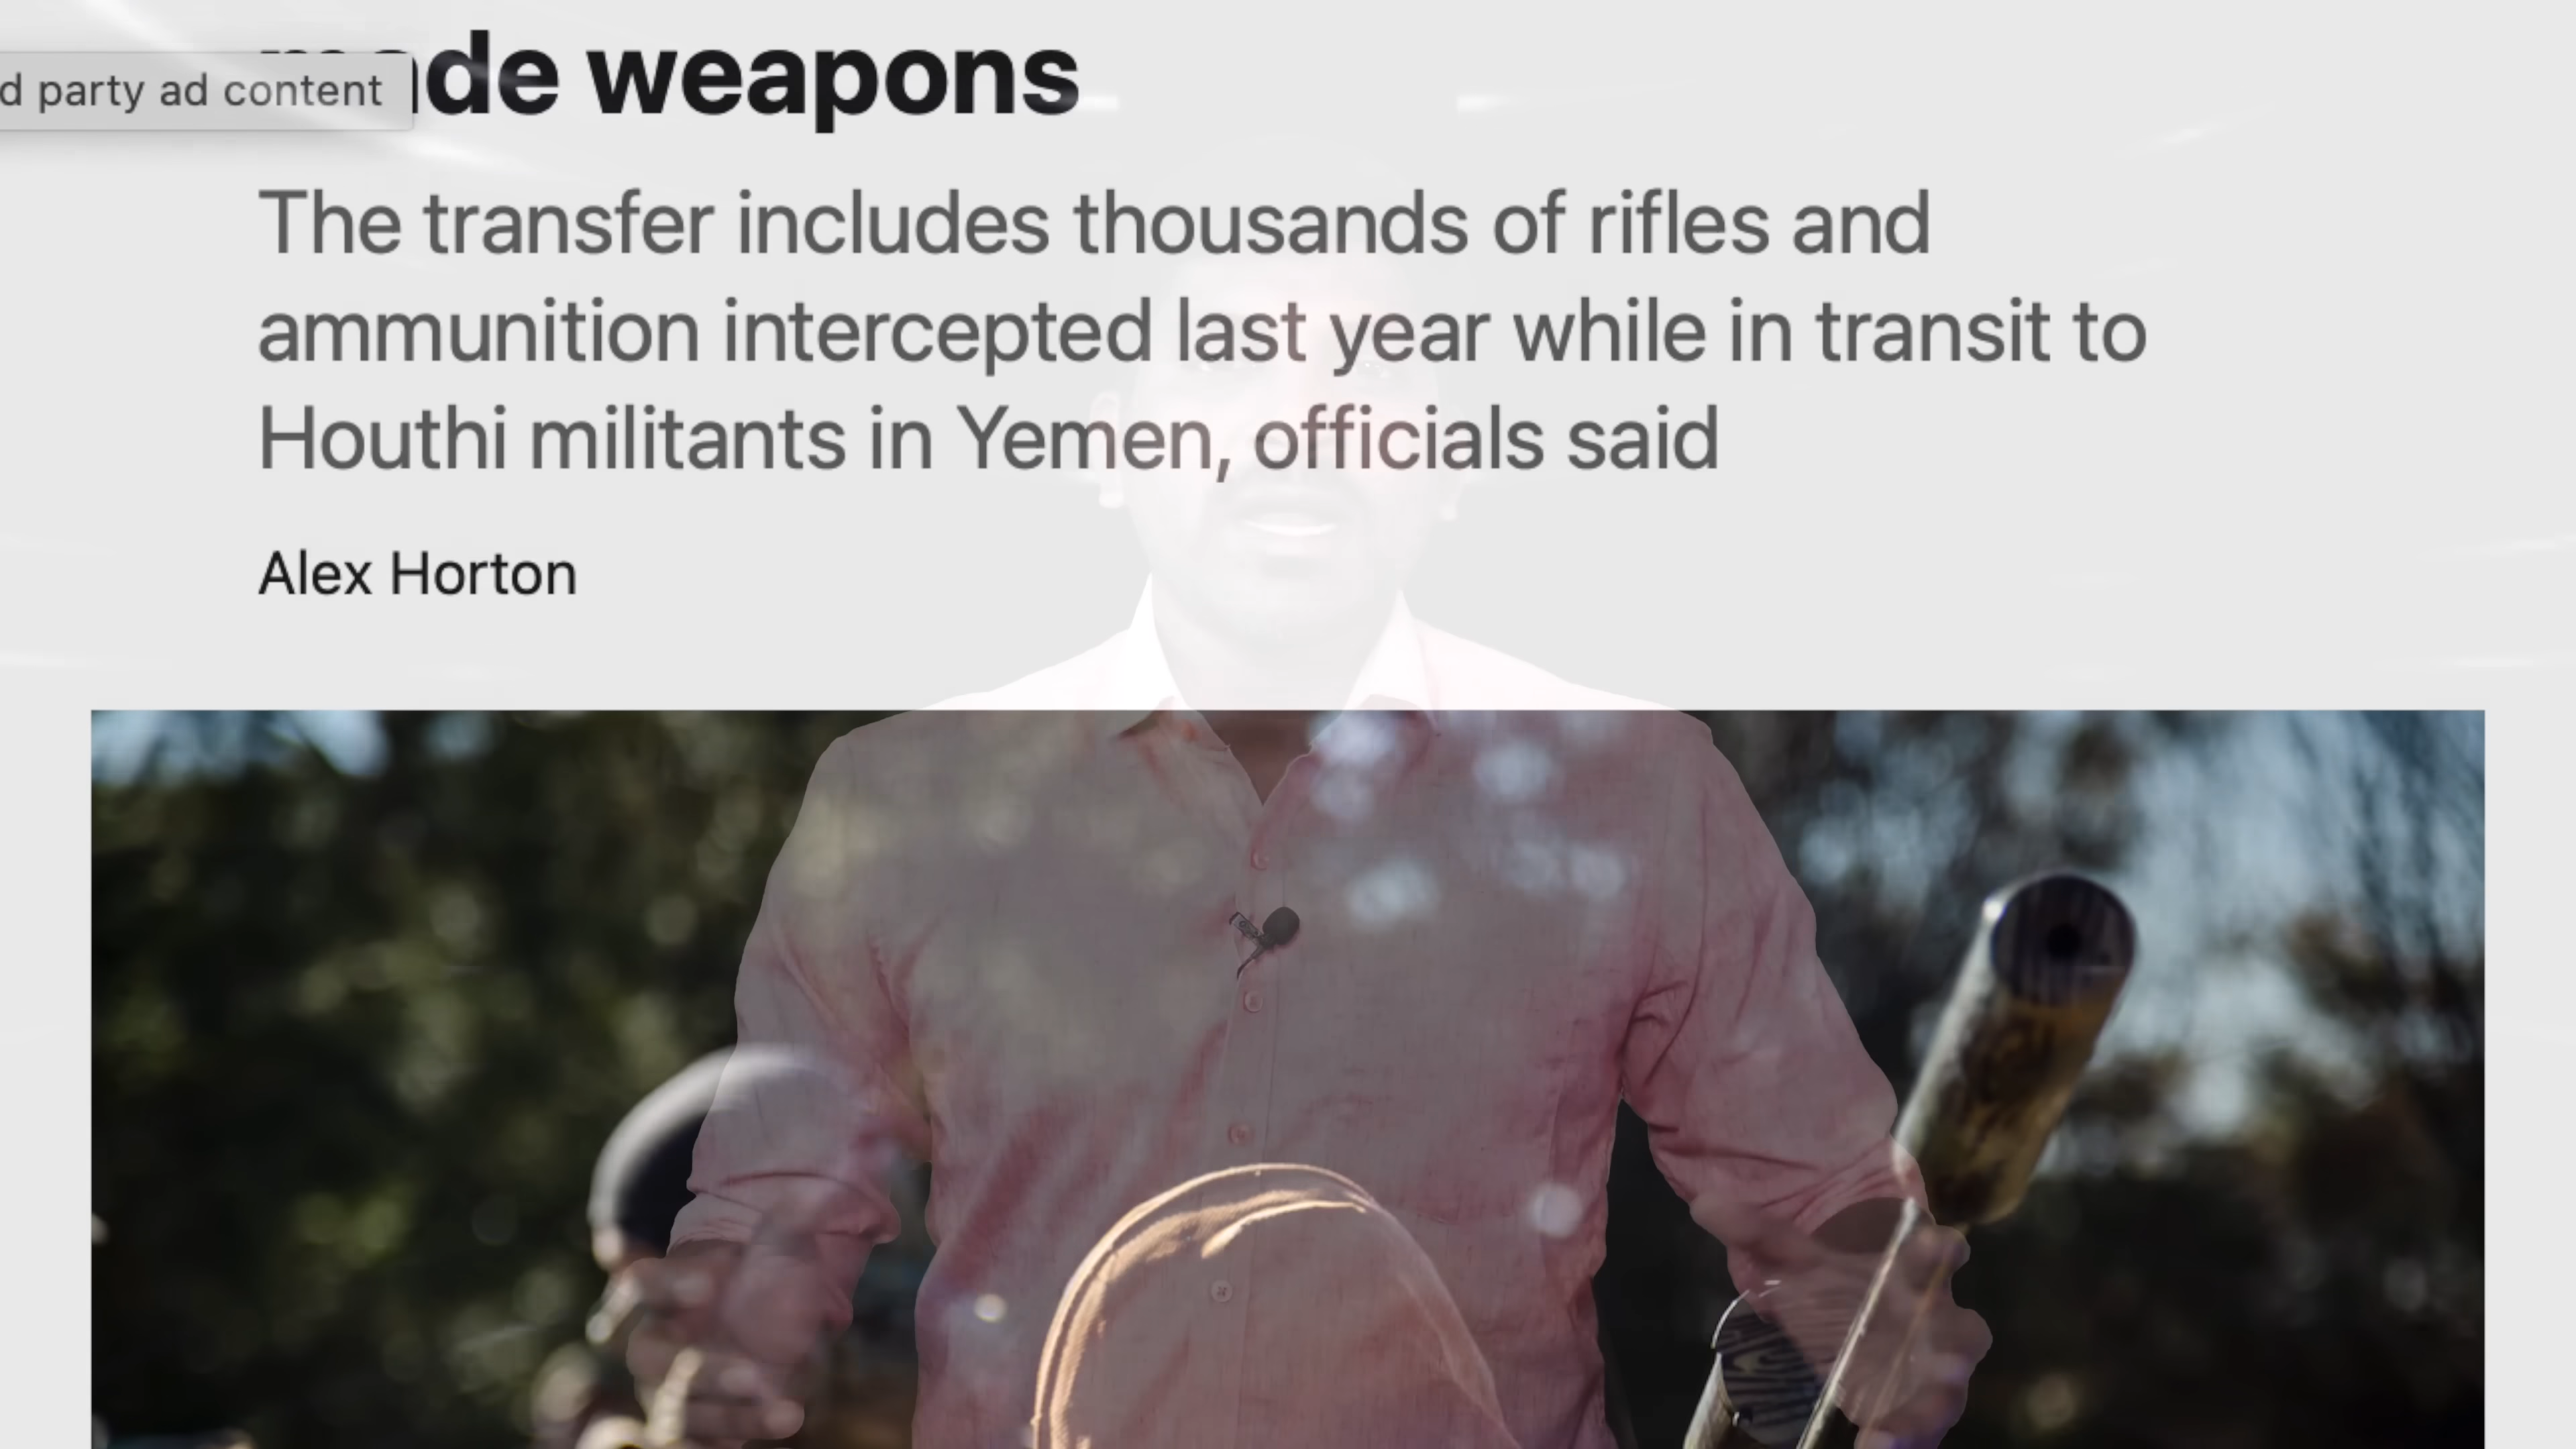 made weapons
d party ad content
The transfer includes thousands of rifles and
ammunition intercepted last year while in transit to
Houthi militants in Yemen, officials said
Alex Horton